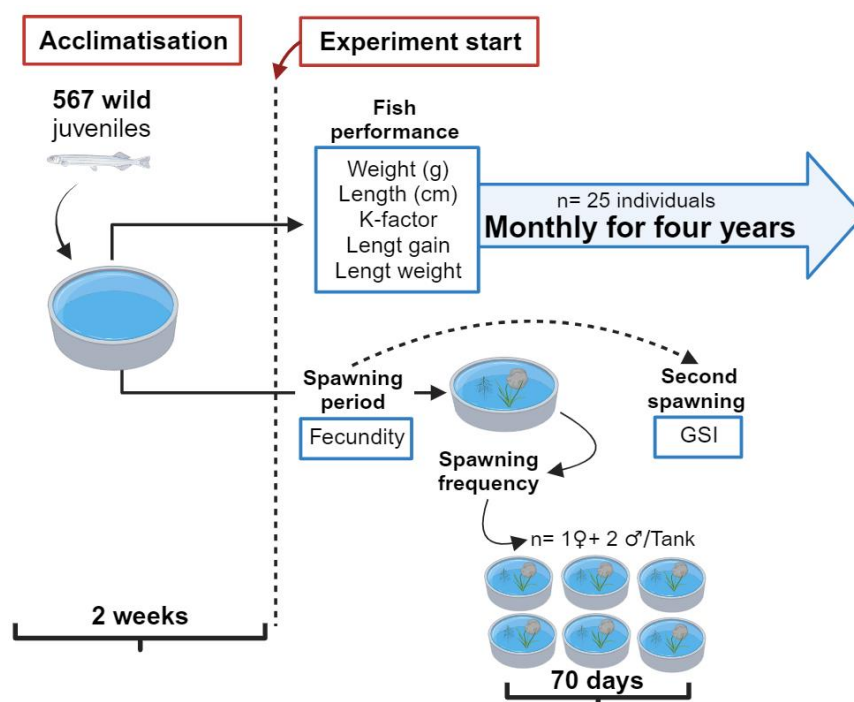 Acclimatisation
Experiment start
567 wild
juveniles
Fish
performance
Weight (g)
Length (cm)
K-factor
Lengt gain
Lengt weight
n= 25 individuals
Monthly for four years
Spawning
period
Fecundity
Second
spawning
GSI
Spawning
frequency
n= 1♀+ 2 ♂/Tank
2 weeks
70 days